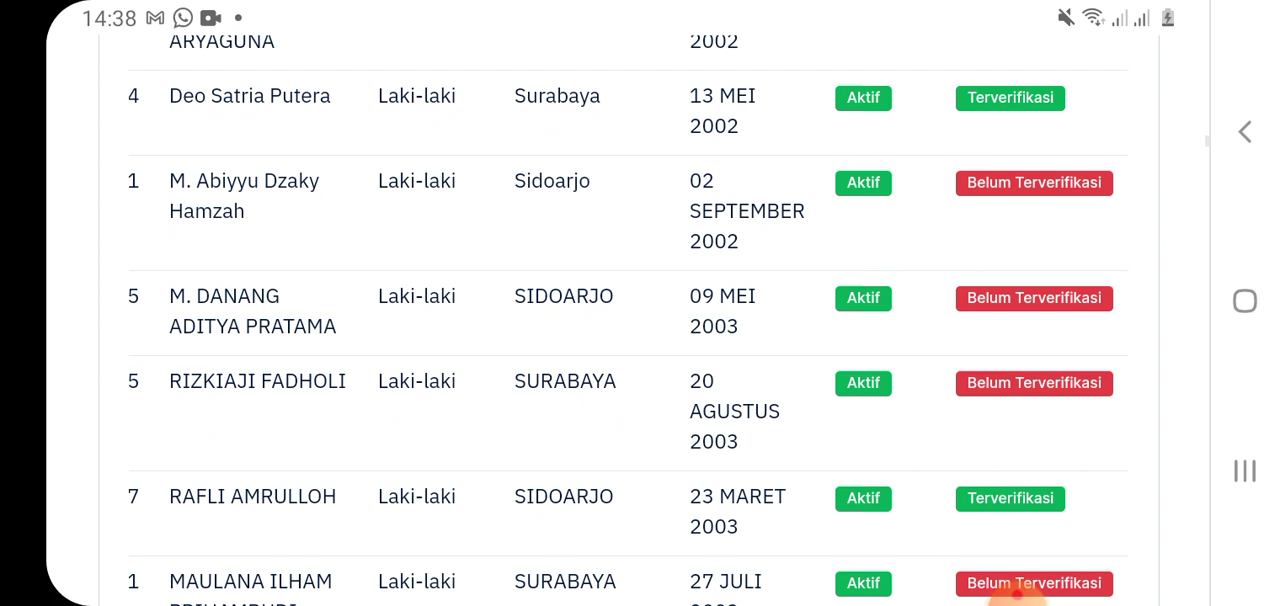 14:38
ARYAGUNA 2002
4 Deo Satria Putera Laki-laki Surabaya 13 MEI Aktif Terverifikasi
2002
1 M. Abiyyu Dzaky Laki-laki Sidoarjo 02 Aktif Belum Terverifikasi
Hamzah SEPTEMBER
2002
5 M. DANANG Laki-laki SIDOARJO 09 MEI Aktif Belum Terverifikasi
ADITYA PRATAMA 2003
5 RIZKIAJI FADHOLI Laki-laki SURABAYA 20 Aktif Belum Terverifikasi
AGUSTUS
2003
7 RAFLI AMRULLOH Laki-laki SIDOARJO 23 MARET Aktif Terverifikasi
2003
1 MAULANA ILHAM Laki-laki SURABAYA 27 JULI Aktif Belum Terverifikasi